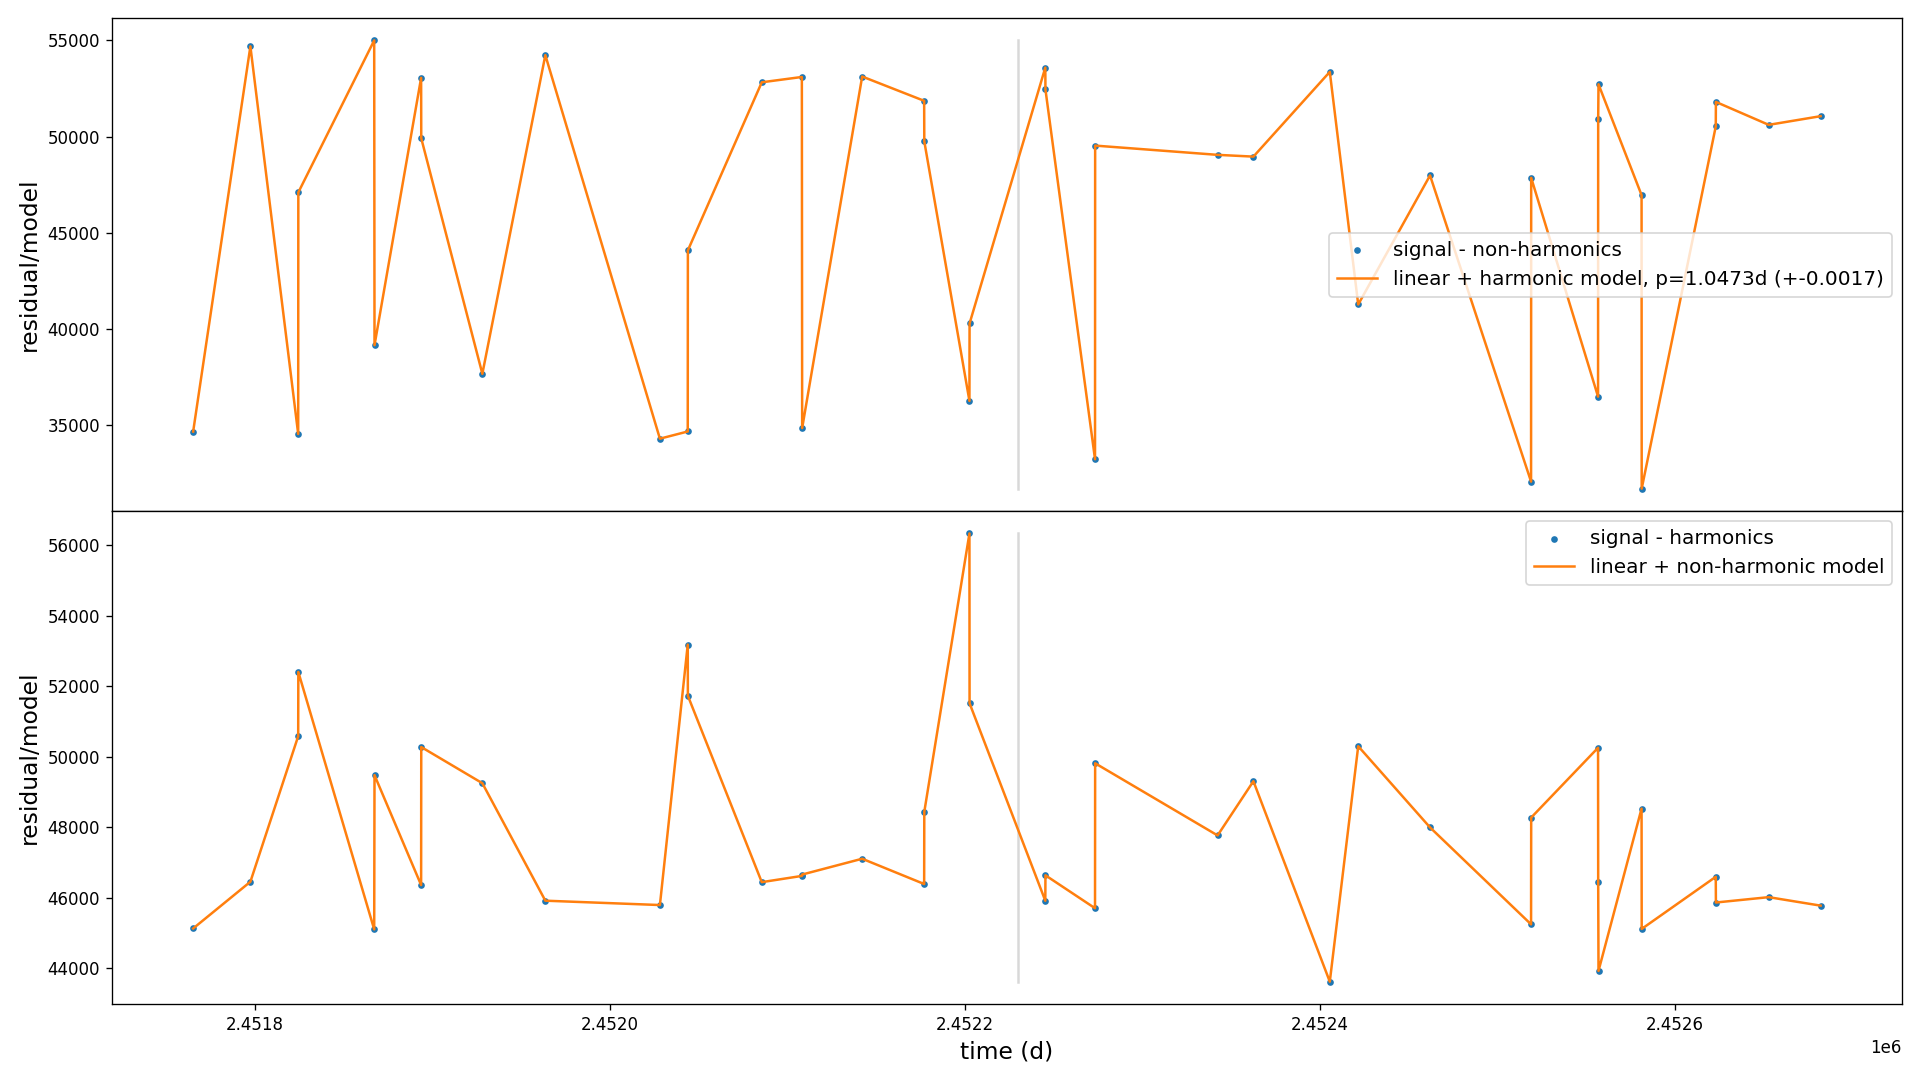 55000
50000
45000
40000
35000
residual/model
signal - non-harmonics
linear + harmonic model, p=1.0473d (+-0.0017)
56000
54000
52000
50000
48000
46000
44000
residual/model
signal - harmonics
linear + non-harmonic model
2.4518 2.4520 2.4522 2.4524 2.4526
1e6
time (d)